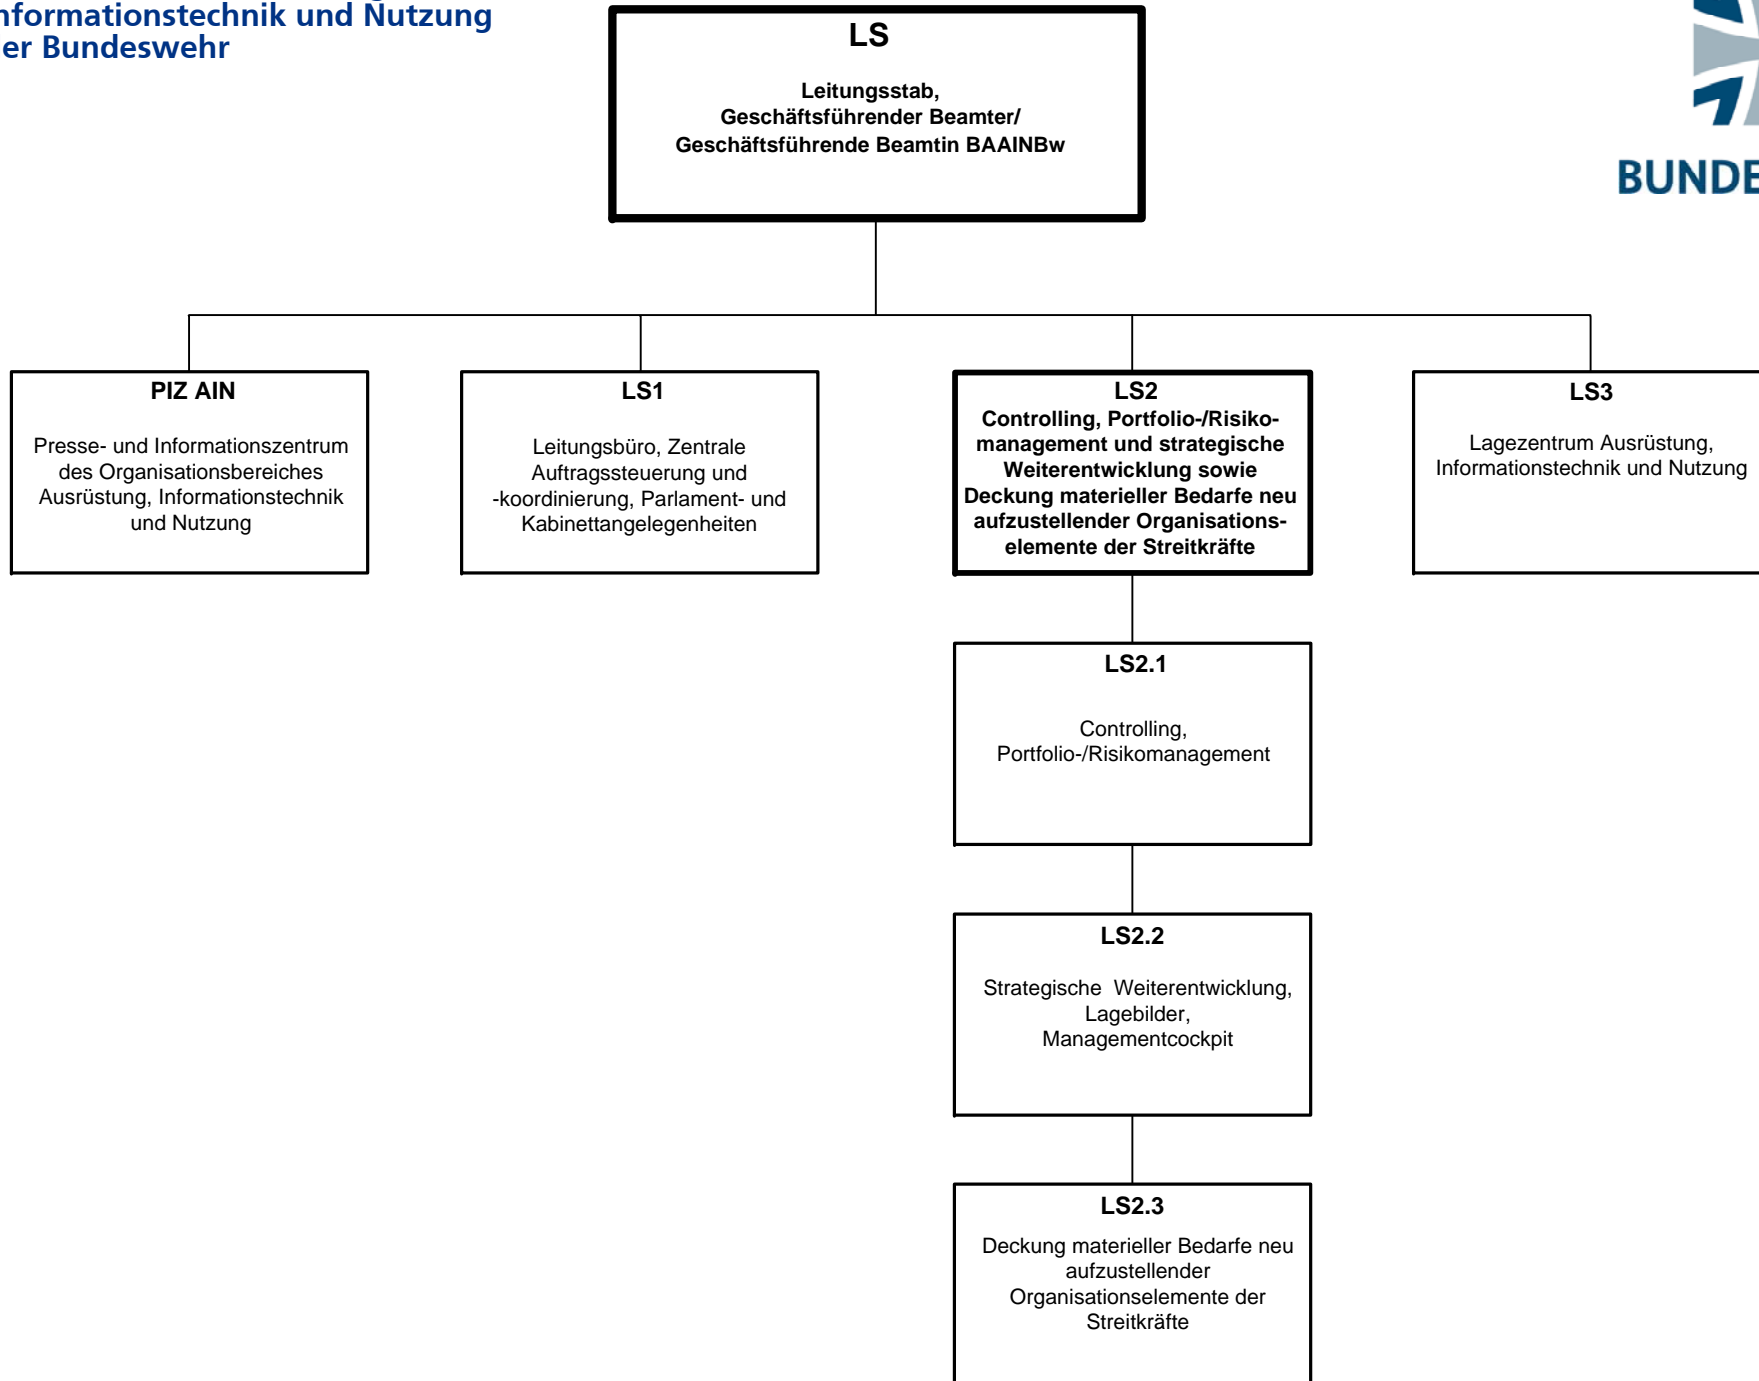 nformationstechnik und Nutzung
er Bundeswehr
LS
Leitungsstab,
Geschäftsführender Beamter/
Geschäftsführende Beamtin BAAINBw
BUNDE
PIZ AIN
Presse- und Informationszentrum
des Organisationsbereiches
Ausrüstung, Informationstechnik
und Nutzung
LS1
Leitungsbüro, Zentrale
Auftragssteuerung und
-koordinierung, Parlament- und
Kabinettangelegenheiten
LS2
Controlling, Portfolio-/Risiko-
management und strategische
Weiterentwicklung sowie
Deckung materieller Bedarfe neu
aufzustellender Organisations-
elemente der Streitkräfte
LS3
Lagezentrum Ausrüstung,
Informationstechnik und Nutzung
LS2.1
Controlling,
Portfolio-/Risikomanagement
LS2.2
Strategische  Weiterentwicklung,
Lagebilder,
Managementcockpit
LS2.3
Deckung materieller Bedarfe neu
aufzustellender
Organisationselemente der
Streitkräfte